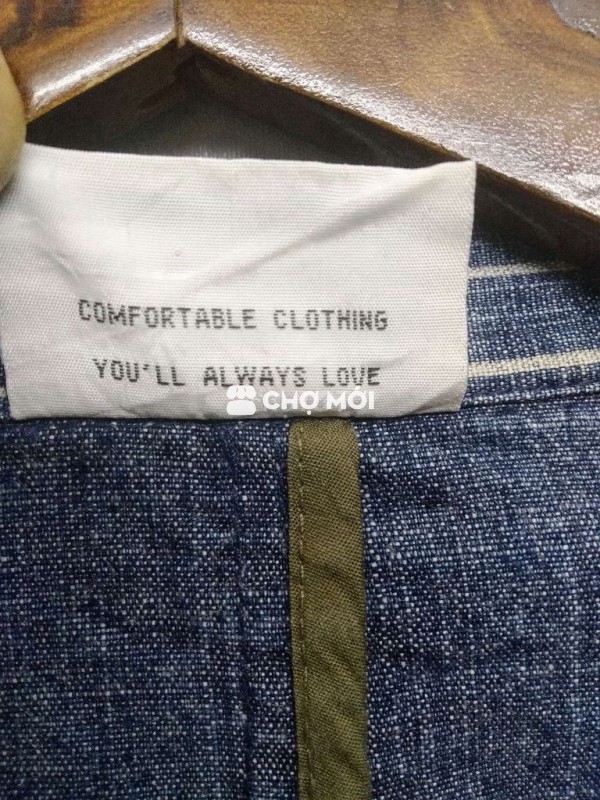 COMFORTABLE CLOTHING
YOU'LL ALWAYS LOVE
CHỢ MỚI